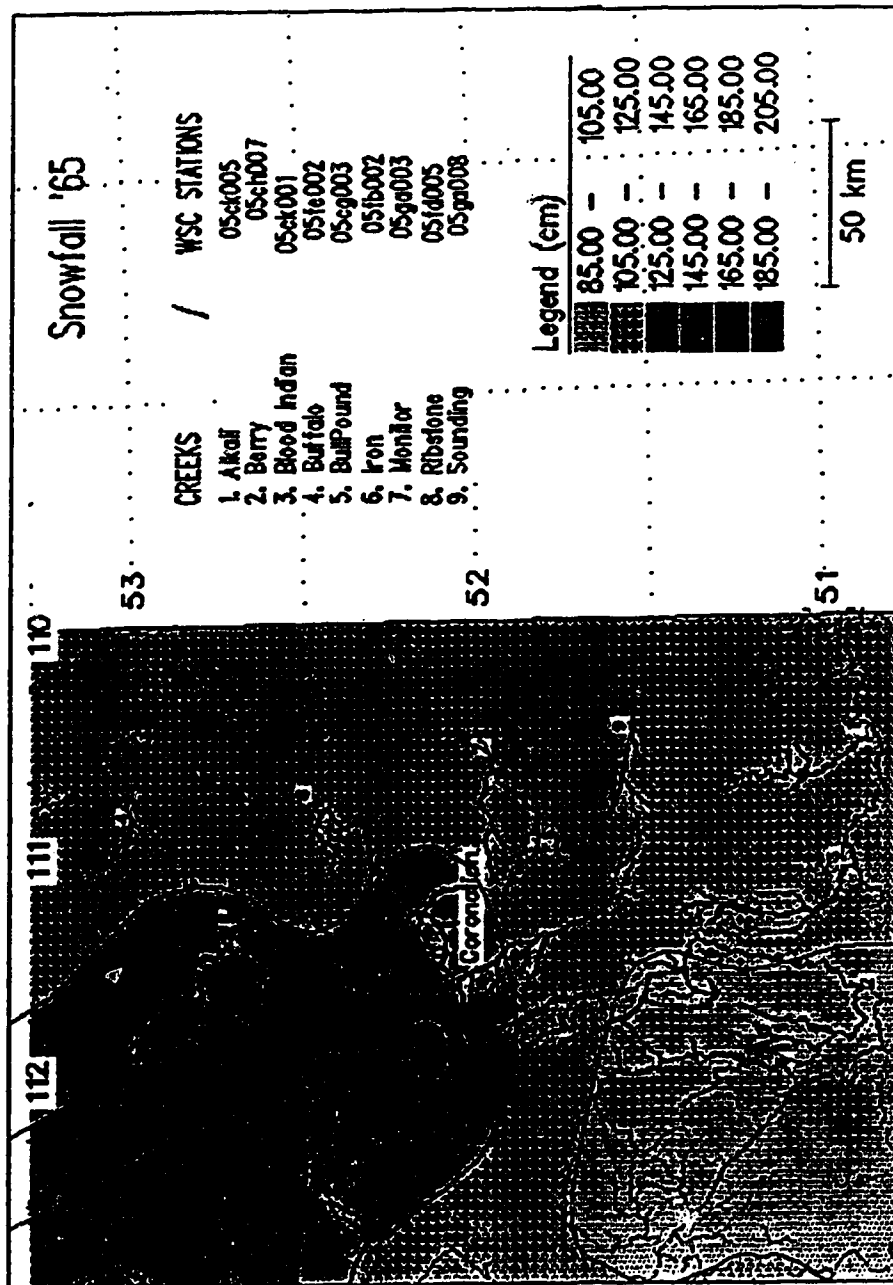 Snowfall '65
CREEKS / WSC STATIONS
1. Alkali 05ck005
2. Berry 05ch007
3. Blood Indian 05ck001
4. Buffalo 05fe002
5. BullPound 05cg003
6. Iron 05fb002
7. Monitor 05ga003
8. Ribstone 05fd005
9. Sounding 05ga008
Legend (cm)
85.00 - 105.00
105.00 - 125.00
125.00 - 145.00
145.00 - 165.00
165.00 - 185.00
185.00 - 205.00
50 km
112
111
110
53
52
51
Coronation